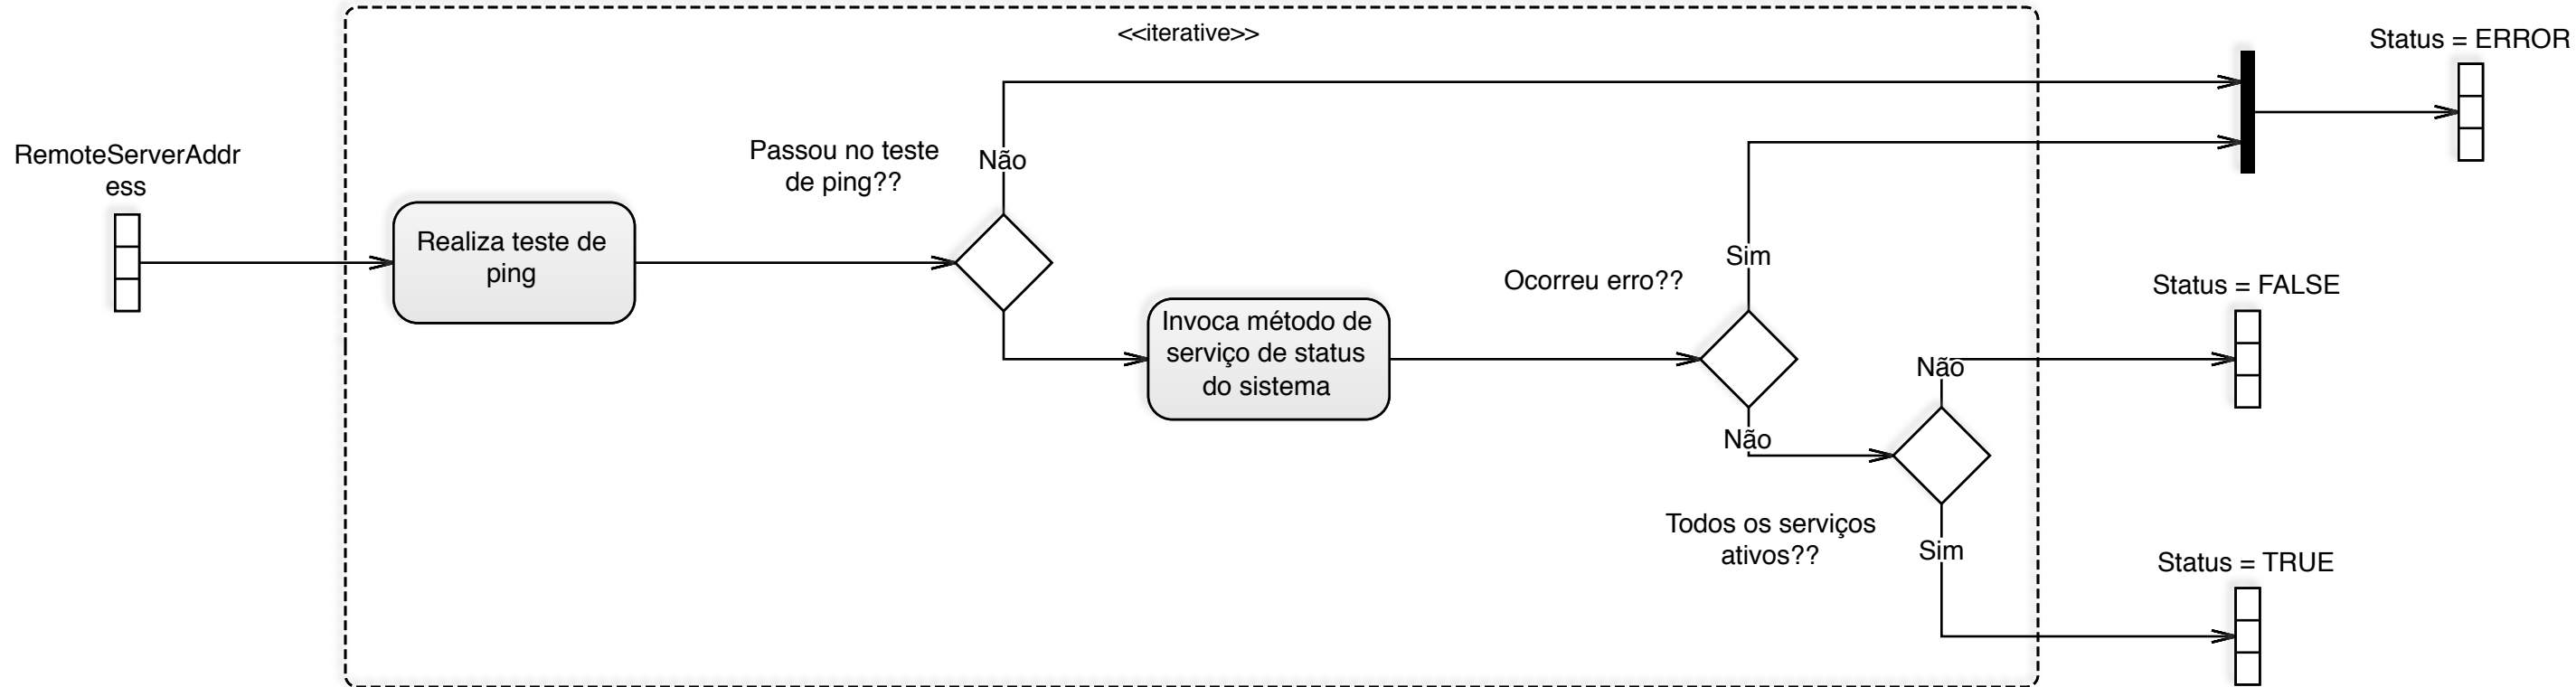 <<iterative>>
Status = ERROR
RemoteServerAddr
ess
Passou no teste
de ping??
Não
Realiza teste de
ping
Sim
Ocorreu erro??
Status = FALSE
Invoca método de
serviço de status
do sistema
Não
Não
Todos os serviços
ativos??
Sim
Status = TRUE